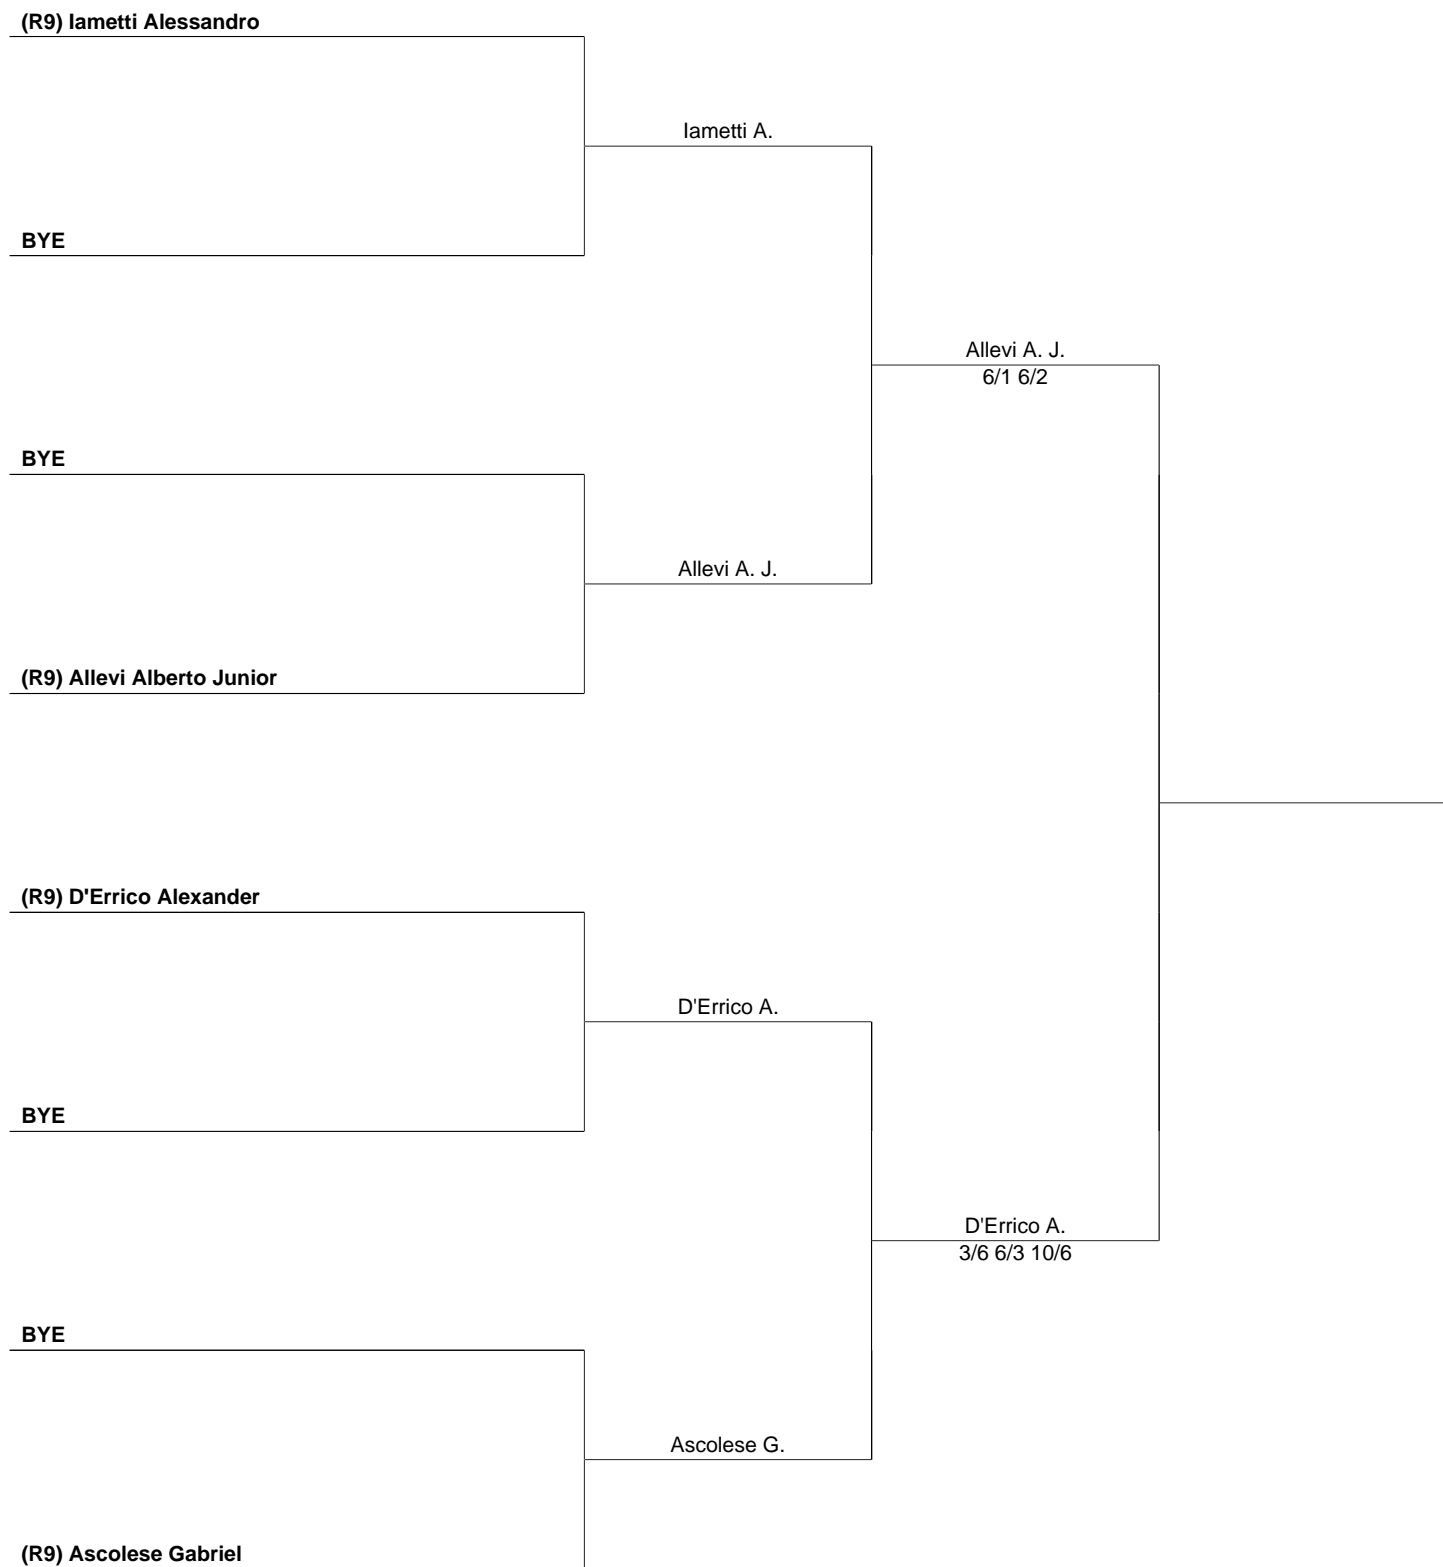 (R9) Iametti Alessandro
Iametti A.
BYE
Allevi A. J.
6/1 6/2
BYE
Allevi A. J.
(R9) Allevi Alberto Junior
(R9) D'Errico Alexander
D'Errico A.
BYE
D'Errico A.
3/6 6/3 10/6
BYE
Ascolese G.
(R9) Ascolese Gabriel